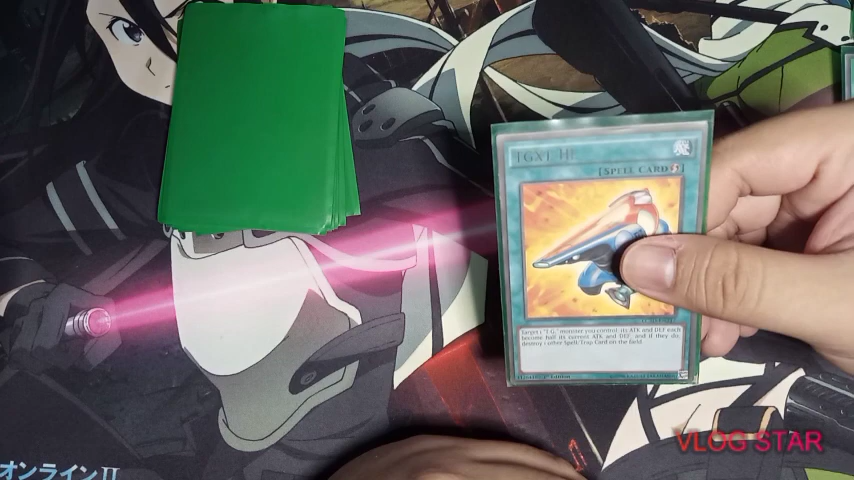 TGX1-HL
[SPELL CARD]
Target 1 "T.G." monster you control; its ATK and DEF each
become half its current ATK and DEF, and if they do,
destroy 1 other Spell/Trap Card on the field.
1st Edition
VLOG STAR
オンラインII